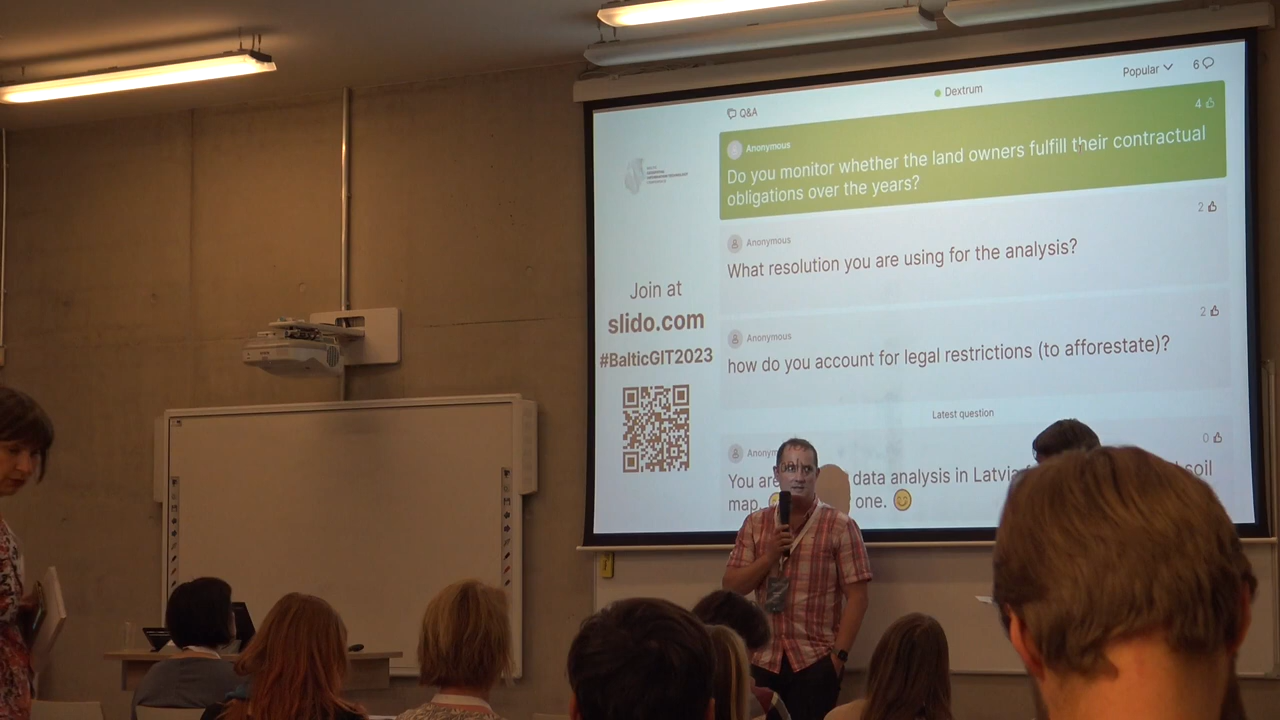 Q&A
Dextrum
Popular
6
Anonymous
4
Do you monitor whether the land owners fulfill their contractual
obligations over the years?
Anonymous
2
What resolution you are using for the analysis?
Anonymous
2
how do you account for legal restrictions (to afforestate)?
Latest question
0
You are data analysis in Latvia soil
map. one. 😊
Join at
slido.com
#BalticGIT2023